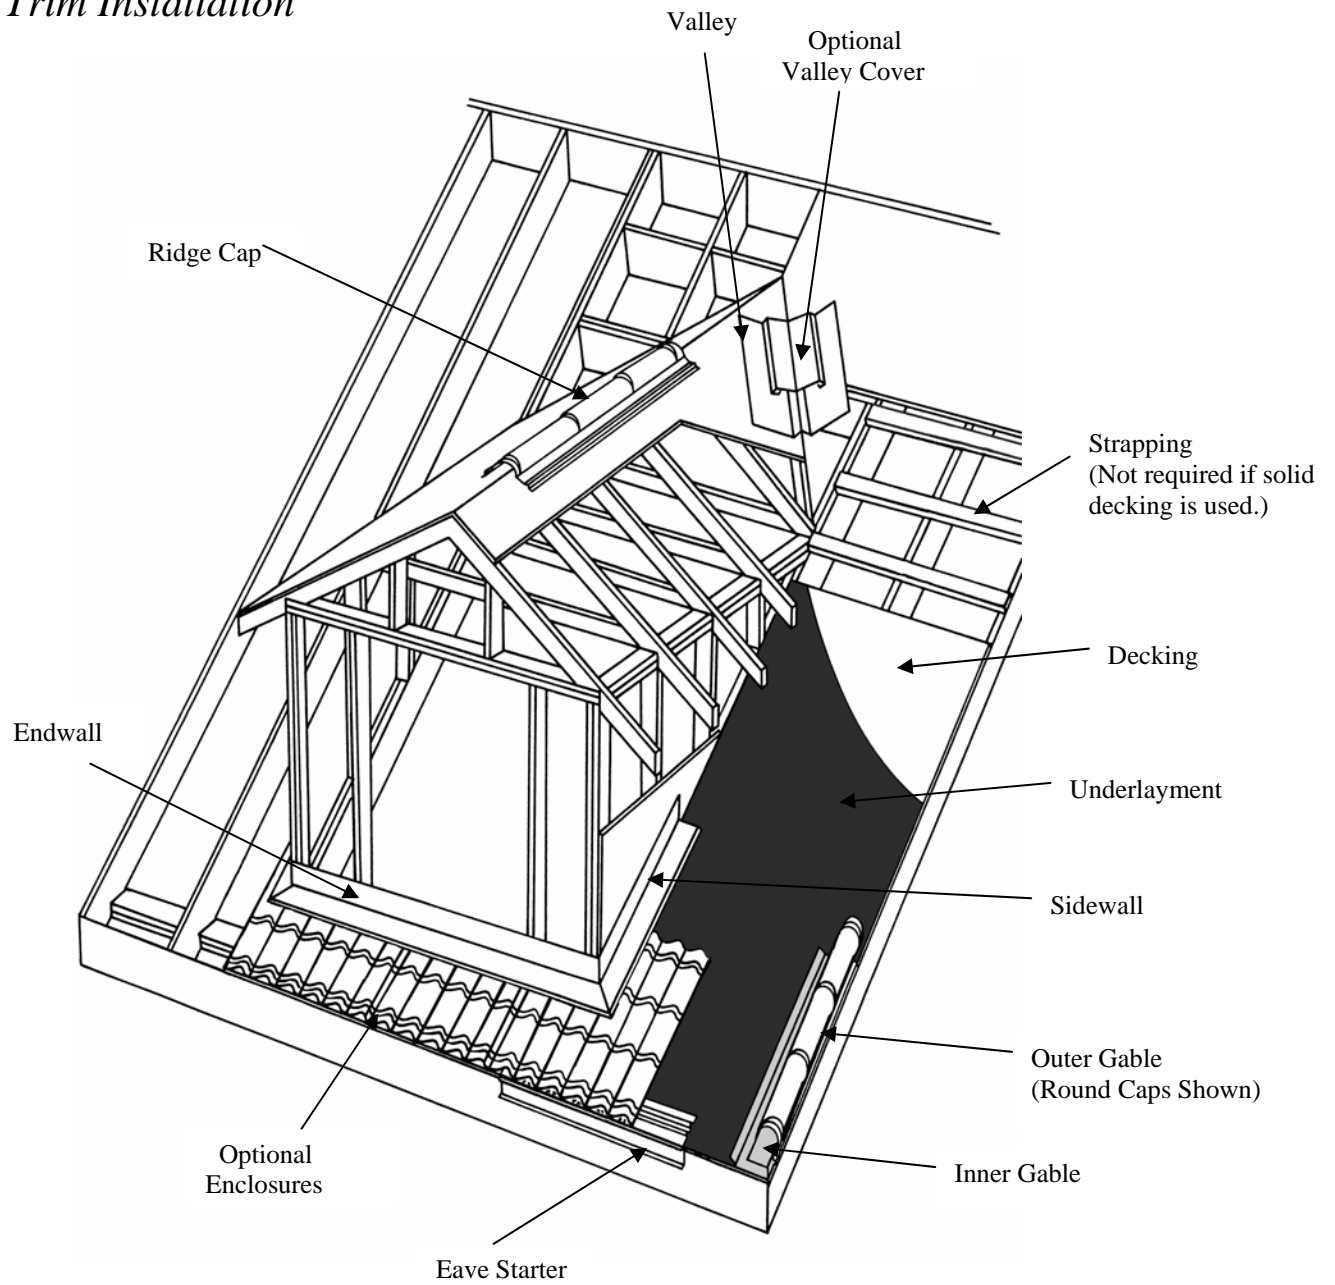 Trim Installation
Valley
Optional
Valley Cover
Ridge Cap
Strapping
(Not required if solid
decking is used.)
Decking
Endwall
Underlayment
Sidewall
Outer Gable
(Round Caps Shown)
Optional
Enclosures
Inner Gable
Eave Starter